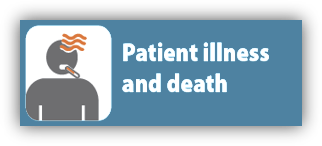 Patient illness
and death